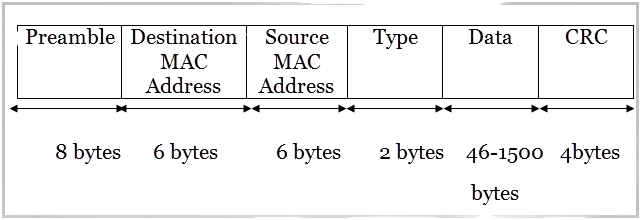 Preamble Destination MAC Address Source MAC Address Type Data CRC
8 bytes 6 bytes 6 bytes 2 bytes 46-1500 bytes 4bytes